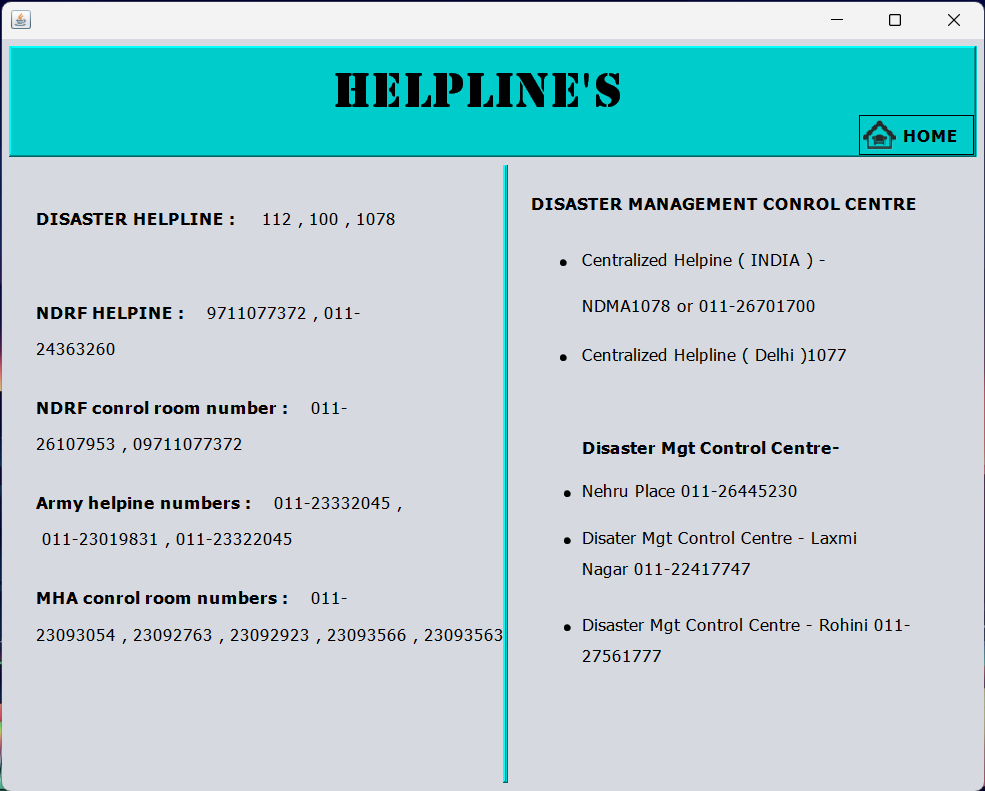 HELPLINE'S
HOME
DISASTER HELPLINE : 112 , 100 , 1078
NDRF HELPINE : 9711077372 , 011-
24363260
NDRF conrol room number : 011-
26107953 , 09711077372
Army helpine numbers : 011-23332045 ,
011-23019831 , 011-23322045
MHA conrol room numbers : 011-
23093054 , 23092763 , 23092923 , 23093566 , 23093563
DISASTER MANAGEMENT CONROL CENTRE
• Centralized Helpine ( INDIA ) -
NDMA1078 or 011-26701700
• Centralized Helpline ( Delhi )1077
Disaster Mgt Control Centre-
• Nehru Place 011-26445230
• Disater Mgt Control Centre - Laxmi
Nagar 011-22417747
• Disaster Mgt Control Centre - Rohini 011-
27561777